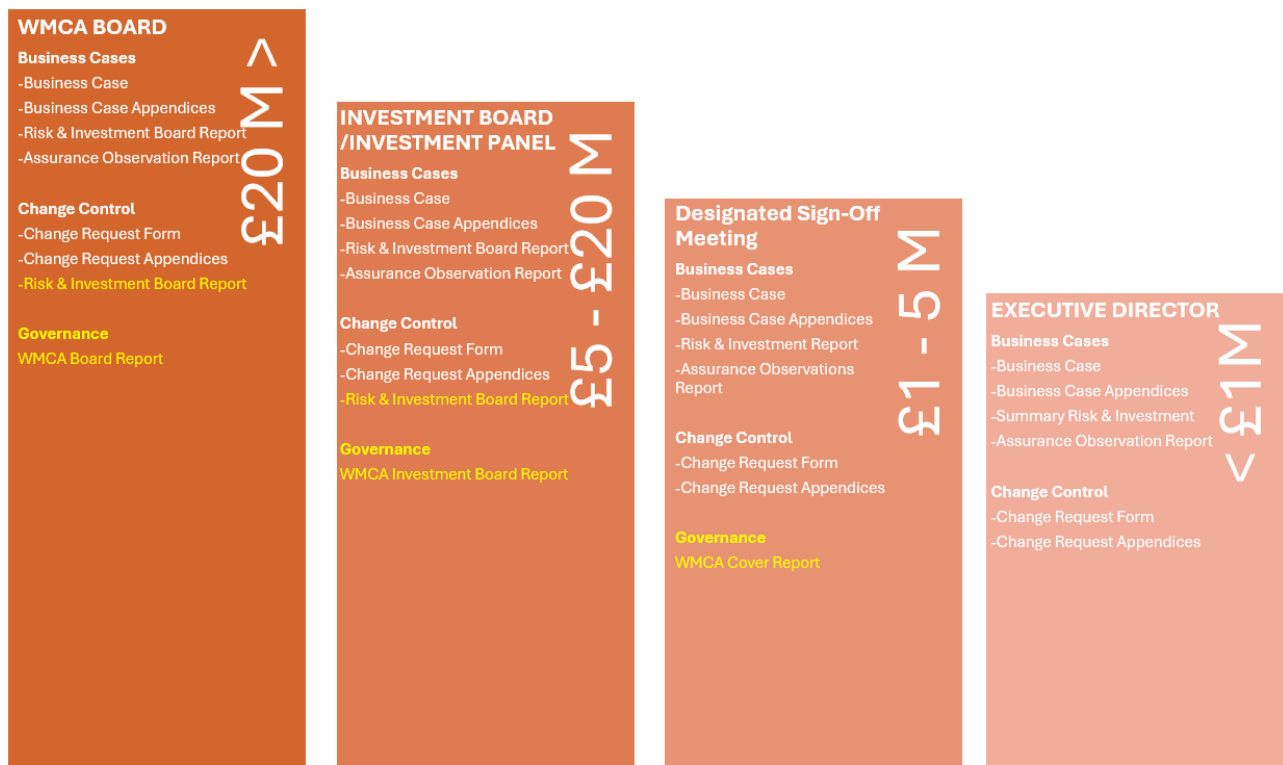 WMCA BOARD
Business Cases
-Business Case
-Business Case Appendices
-Risk & Investment Board Report
-Assurance Observation Report
Change Control
-Change Request Form
-Change Request Appendices
-Risk & Investment Board Report
Governance
WMCA Board Report
£20 M >
INVESTMENT BOARD
/INVESTMENT PANEL
Business Cases
-Business Case
-Business Case Appendices
-Risk & Investment Board Report
-Assurance Observation Report
Change Control
-Change Request Form
-Change Request Appendices
-Risk & Investment Board Report
Governance
WMCA Investment Board Report
£5 - £20 M
Designated Sign-Off
Meeting
Business Cases
-Business Case
-Business Case Appendices
-Risk & Investment Report
-Assurance Observations
Report
Change Control
-Change Request Form
-Change Request Appendices
Governance
WMCA Cover Report
£1 - 5 M
EXECUTIVE DIRECTOR
Business Cases
-Business Case
-Business Case Appendices
-Summary Risk & Investment
-Assurance Observation Report
Change Control
-Change Request Form
-Change Request Appendices
< £1M